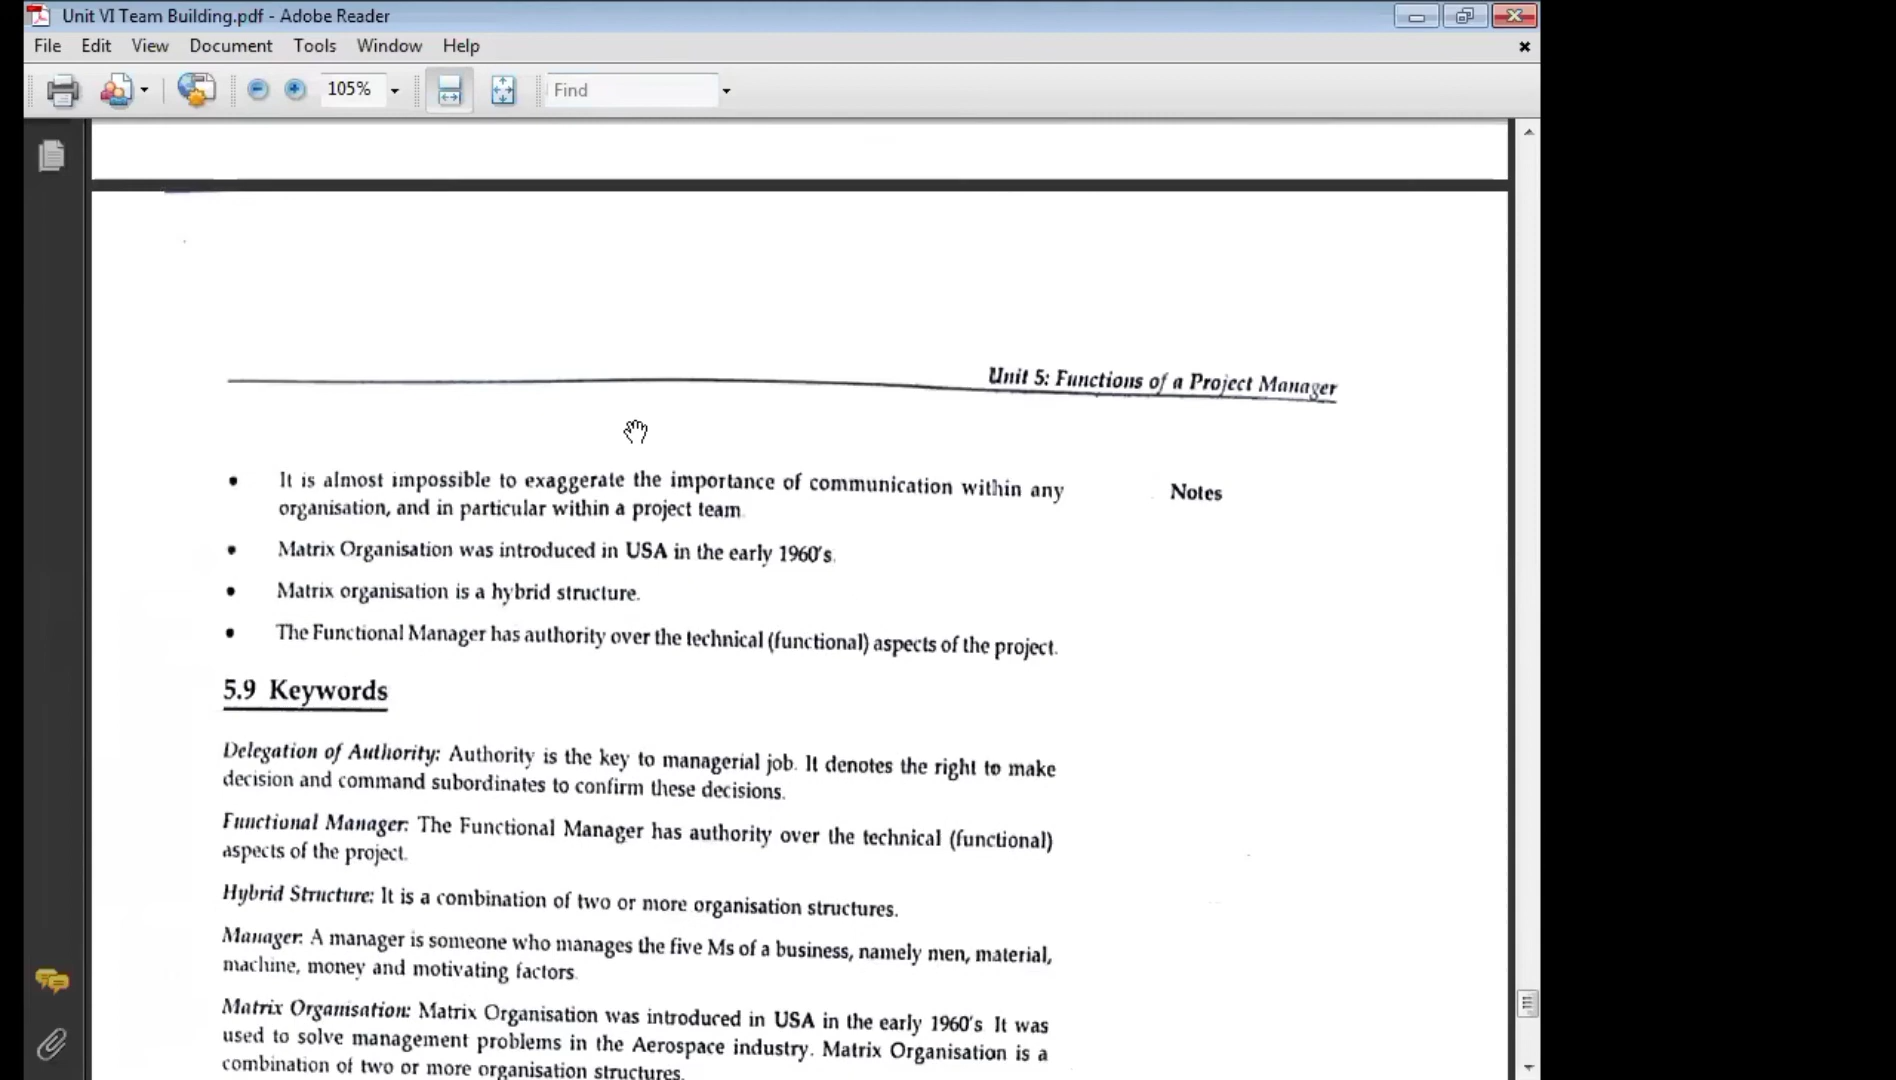 Unit VI Team Building.pdf - Adobe Reader
File Edit View Document Tools Window Help
105% Find
Unit 5: Functions of a Project Manager
• It is almost impossible to exaggerate the importance of communication within any
organisation, and in particular within a project team.
Notes
• Matrix Organisation was introduced in USA in the early 1960's.
• Matrix organisation is a hybrid structure.
• The Functional Manager has authority over the technical (functional) aspects of the project.
5.9 Keywords
Delegation of Authority: Authority is the key to managerial job. It denotes the right to make
decision and command subordinates to confirm these decisions.
Functional Manager: The Functional Manager has authority over the technical (functional)
aspects of the project.
Hybrid Structure: It is a combination of two or more organisation structures.
Manager: A manager is someone who manages the five Ms of a business, namely men, material,
machine, money and motivating factors.
Matrix Organisation: Matrix Organisation was introduced in USA in the early 1960's It was
used to solve management problems in the Aerospace industry. Matrix Organisation is a
combination of two or more organisation structures.